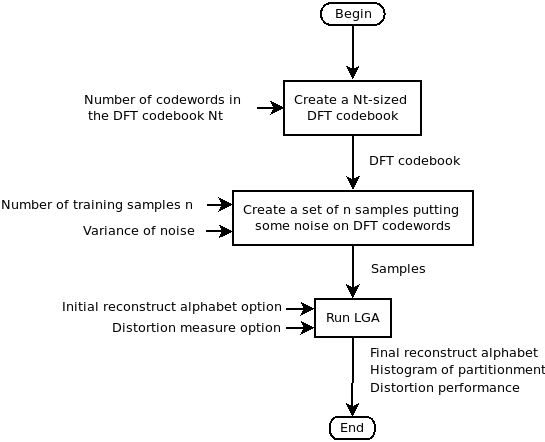 Begin
Number of codewords in
the DFT codebook Nt
Create a Nt-sized
DFT codebook
DFT codebook
Number of training samples n
Variance of noise
Create a set of n samples putting
some noise on DFT codewords
Samples
Initial reconstruct alphabet option
Distortion measure option
Run LGA
Final reconstruct alphabet
Histogram of partitionment
Distortion performance
End